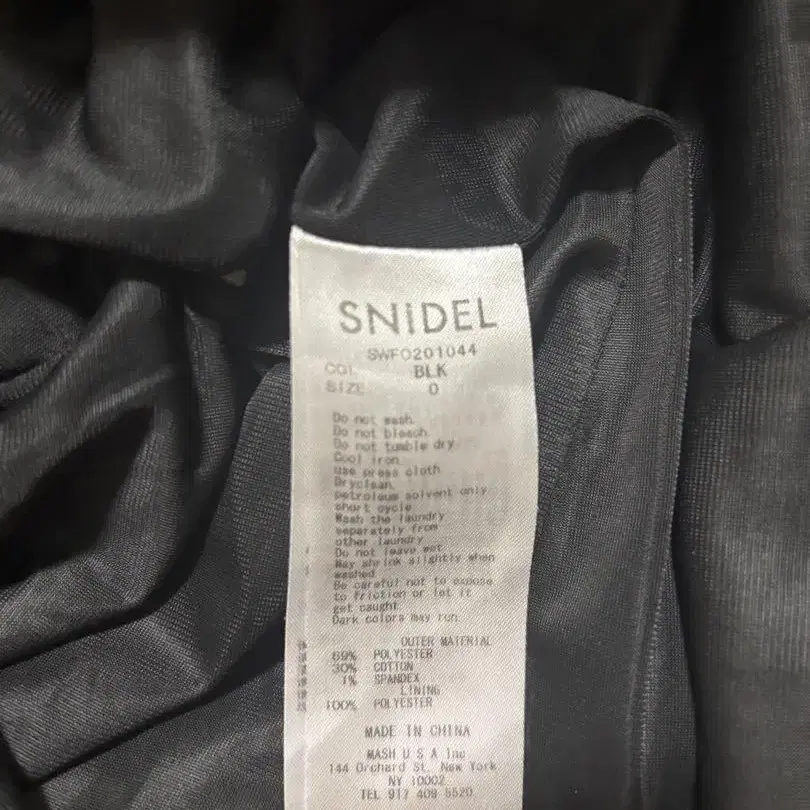 SNIDEL
SWFO201044
COL BLK
SIZE 0
Do not wash
Do not bleach
Do not tumble dry
Cool iron
use press cloth
Dryclean
petroleum solvent only
short cycle
Wash the laundry
separately from
other laundry
Do not leave wet
May shrink slightly when
washed
Be careful not to expose
to friction or let it
get caught
Dark colors may run
OUTER MATERIAL
69% POLYESTER
30% COTTON
1% SPANDEX
LINING
100% POLYESTER
MADE IN CHINA
MASH U S A Inc
144 Orchard St, New York
NY 10002
TEL 917 409 5520